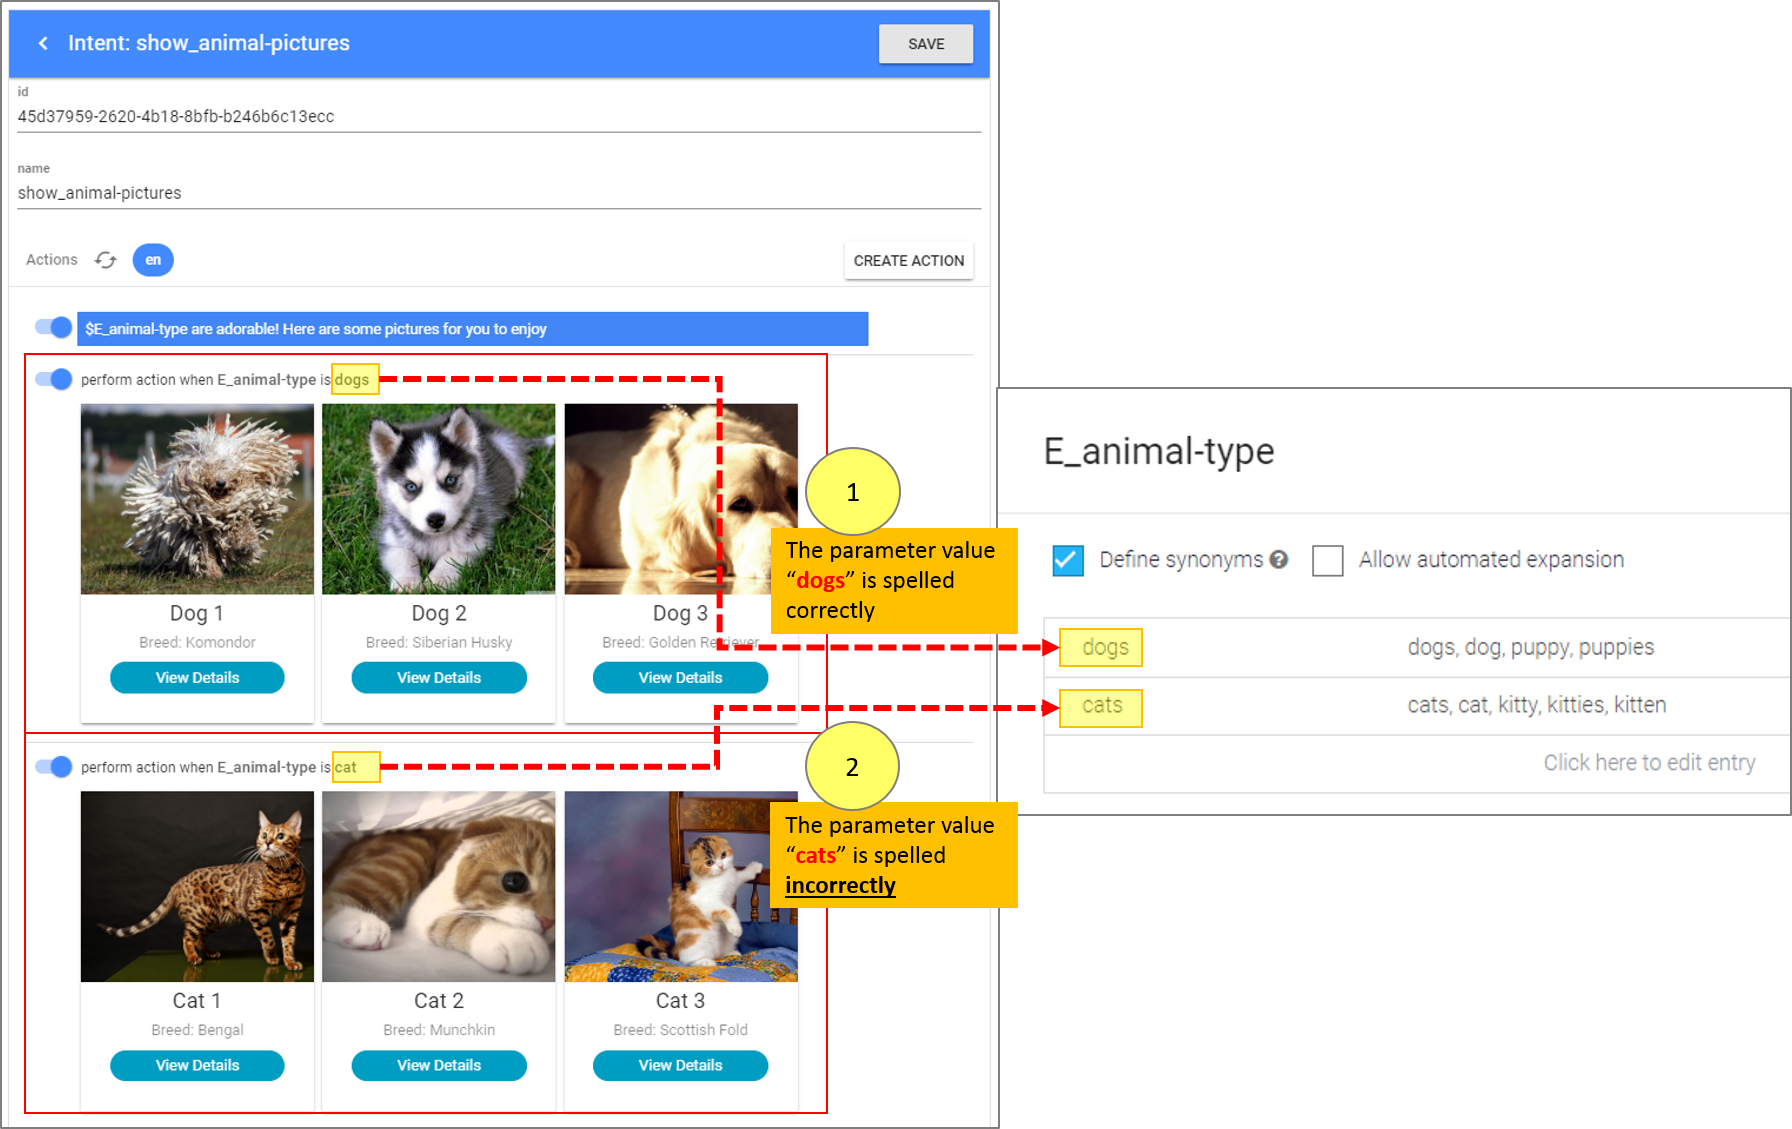 Intent: show_animal-pictures
SAVE
id
45d37959-2620-4b18-8bfb-b246b6c13ecc
name
show_animal-pictures
Actions
en
CREATE ACTION
$E_animal-type are adorable! Here are some pictures for you to enjoy
perform action when E_animal-type is dogs
Dog 1
Breed: Komondor
View Details
Dog 2
Breed: Siberian Husky
View Details
Dog 3
Breed: Golden Retriever
View Details
perform action when E_animal-type is cat
Cat 1
Breed: Bengal
View Details
Cat 2
Breed: Munchkin
View Details
Cat 3
Breed: Scottish Fold
View Details
1
The parameter value
“dogs” is spelled
correctly
2
The parameter value
“cats” is spelled
incorrectly
E_animal-type
Define synonyms ?
Allow automated expansion
dogs
dogs, dog, puppy, puppies
cats
cats, cat, kitty, kitties, kitten
Click here to edit entry